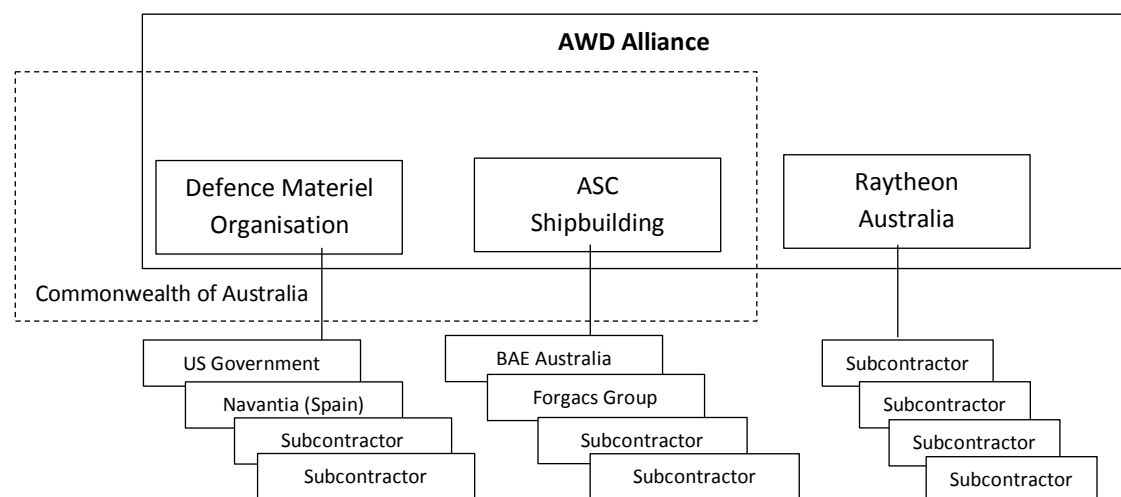 AWD Alliance
Defence Materiel
Organisation
ASC
Shipbuilding
Raytheon
Australia
Commonwealth of Australia
US Government
Navantia (Spain)
Subcontractor
Subcontractor
BAE Australia
Forgacs Group
Subcontractor
Subcontractor
Subcontractor
Subcontractor
Subcontractor
Subcontractor